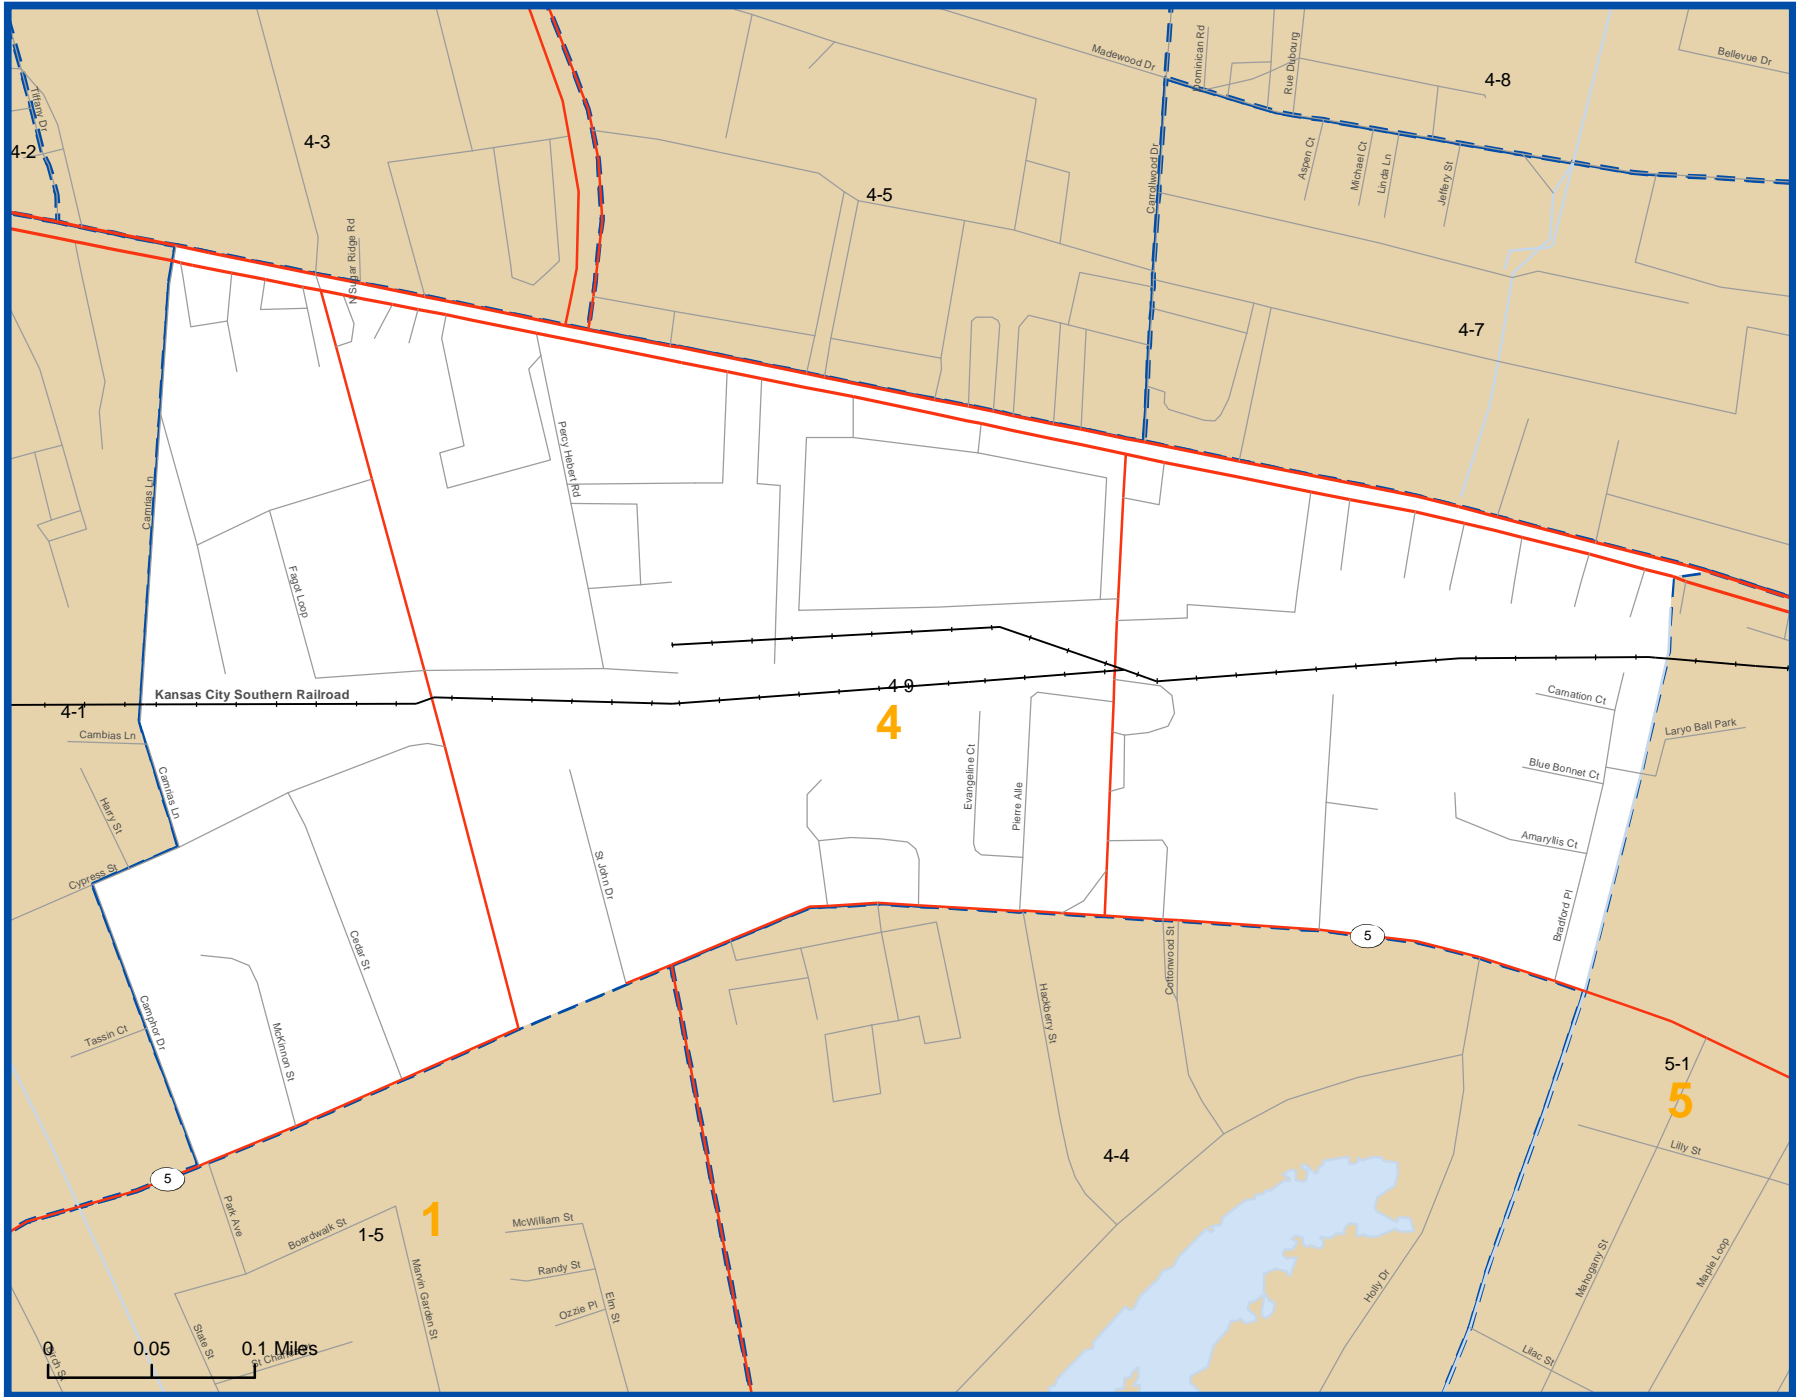 Madewood Dr
Dominican Rd
Rue Dubourg
Bellevue Dr
4-8
Tiffany Dr
4-2
4-3
4-5
Carrollwood Dr
Aspen Ct
Michael Ct
Linda Ln
Jeffery St
N Sugar Ridge Rd
4-7
Camrias Ln
Percy Hebert Rd
Fagot Loop
Kansas City Southern Railroad
4-9
4
4-1
Cambias Ln
Camrias Ln
Harry St
Cypress St
Evangeline Ct
Pierre Alle
Carnation Ct
Laryo Ball Park
Blue Bonnet Ct
Amaryllis Ct
Bradford Pl
St John Dr
Cedar St
5
Cottonwood St
Hackberry St
Camphor Dr
Tassin Ct
McKinnon St
5-1
5
Lilly St
4-4
5
Park Ave
Boardwalk St
1-5
1
McWilliam St
Randy St
Ozzie Pl
Elm St
Marvin Garden St
State St
St Charles
Holly Dr
Mahogany St
Maple Loop
Lilac St
0
0.05
0.1 Miles